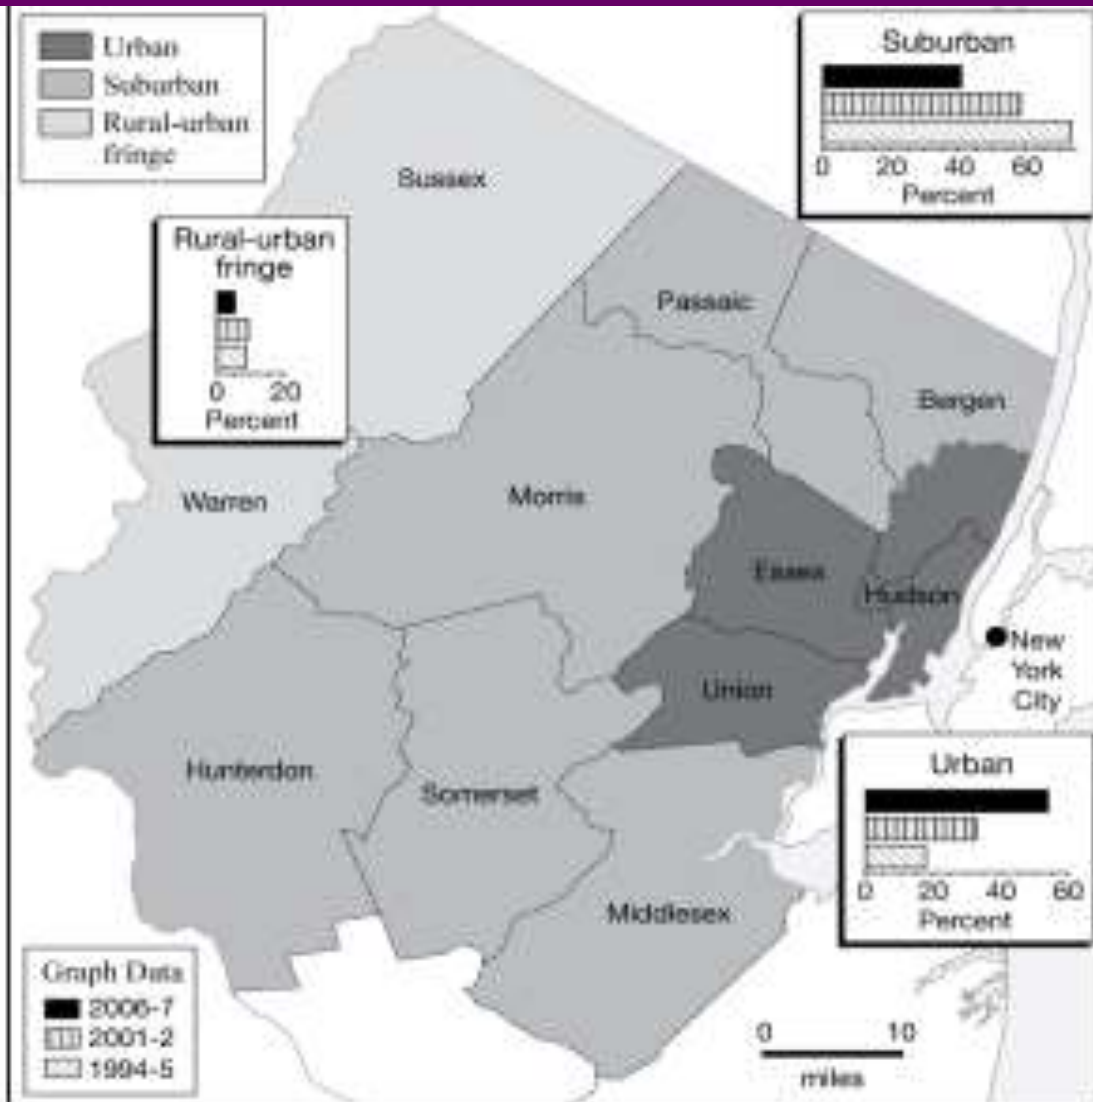 Urban
Suburban
Rural-urban
fringe
Suburban
0 20 40 60
Percent
Sussex
Rural-urban
fringe
0 20
Percent
Passaic
Bergen
Warren
Morris
Essex
Hudson
New
York
City
Union
Hunterdon
Somerset
Urban
0 20 40 60
Percent
Middlesex
Graph Data
2006-7
2001-2
1994-5
0 10
miles